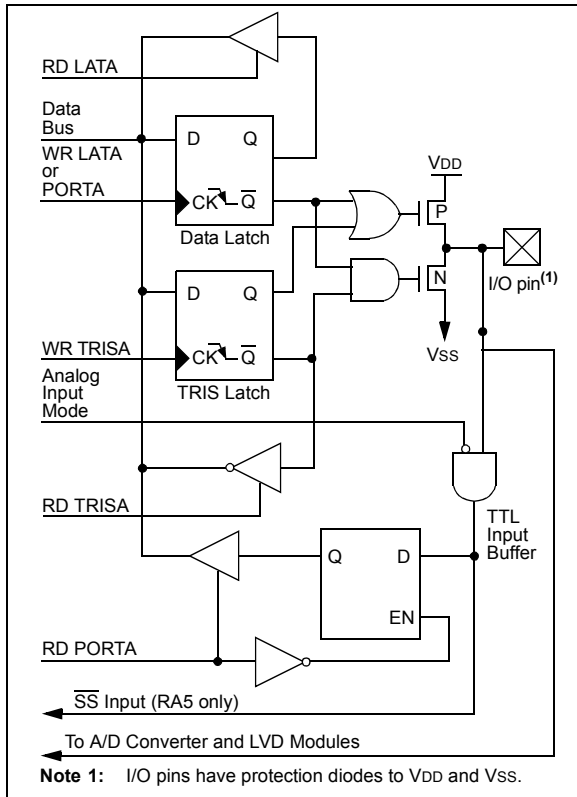 RD LATA
Data
Bus
D Q
WR LATA
or
PORTA
CK Q̅
Data Latch
VDD
P
I/O pin(1)
N
VSS
D Q
WR TRISA
CK Q̅
TRIS Latch
Analog
Input
Mode
RD TRISA
TTL
Input
Buffer
Q D
EN
RD PORTA
S̅S̅ Input (RA5 only)
To A/D Converter and LVD Modules
Note 1: I/O pins have protection diodes to VDD and VSS.